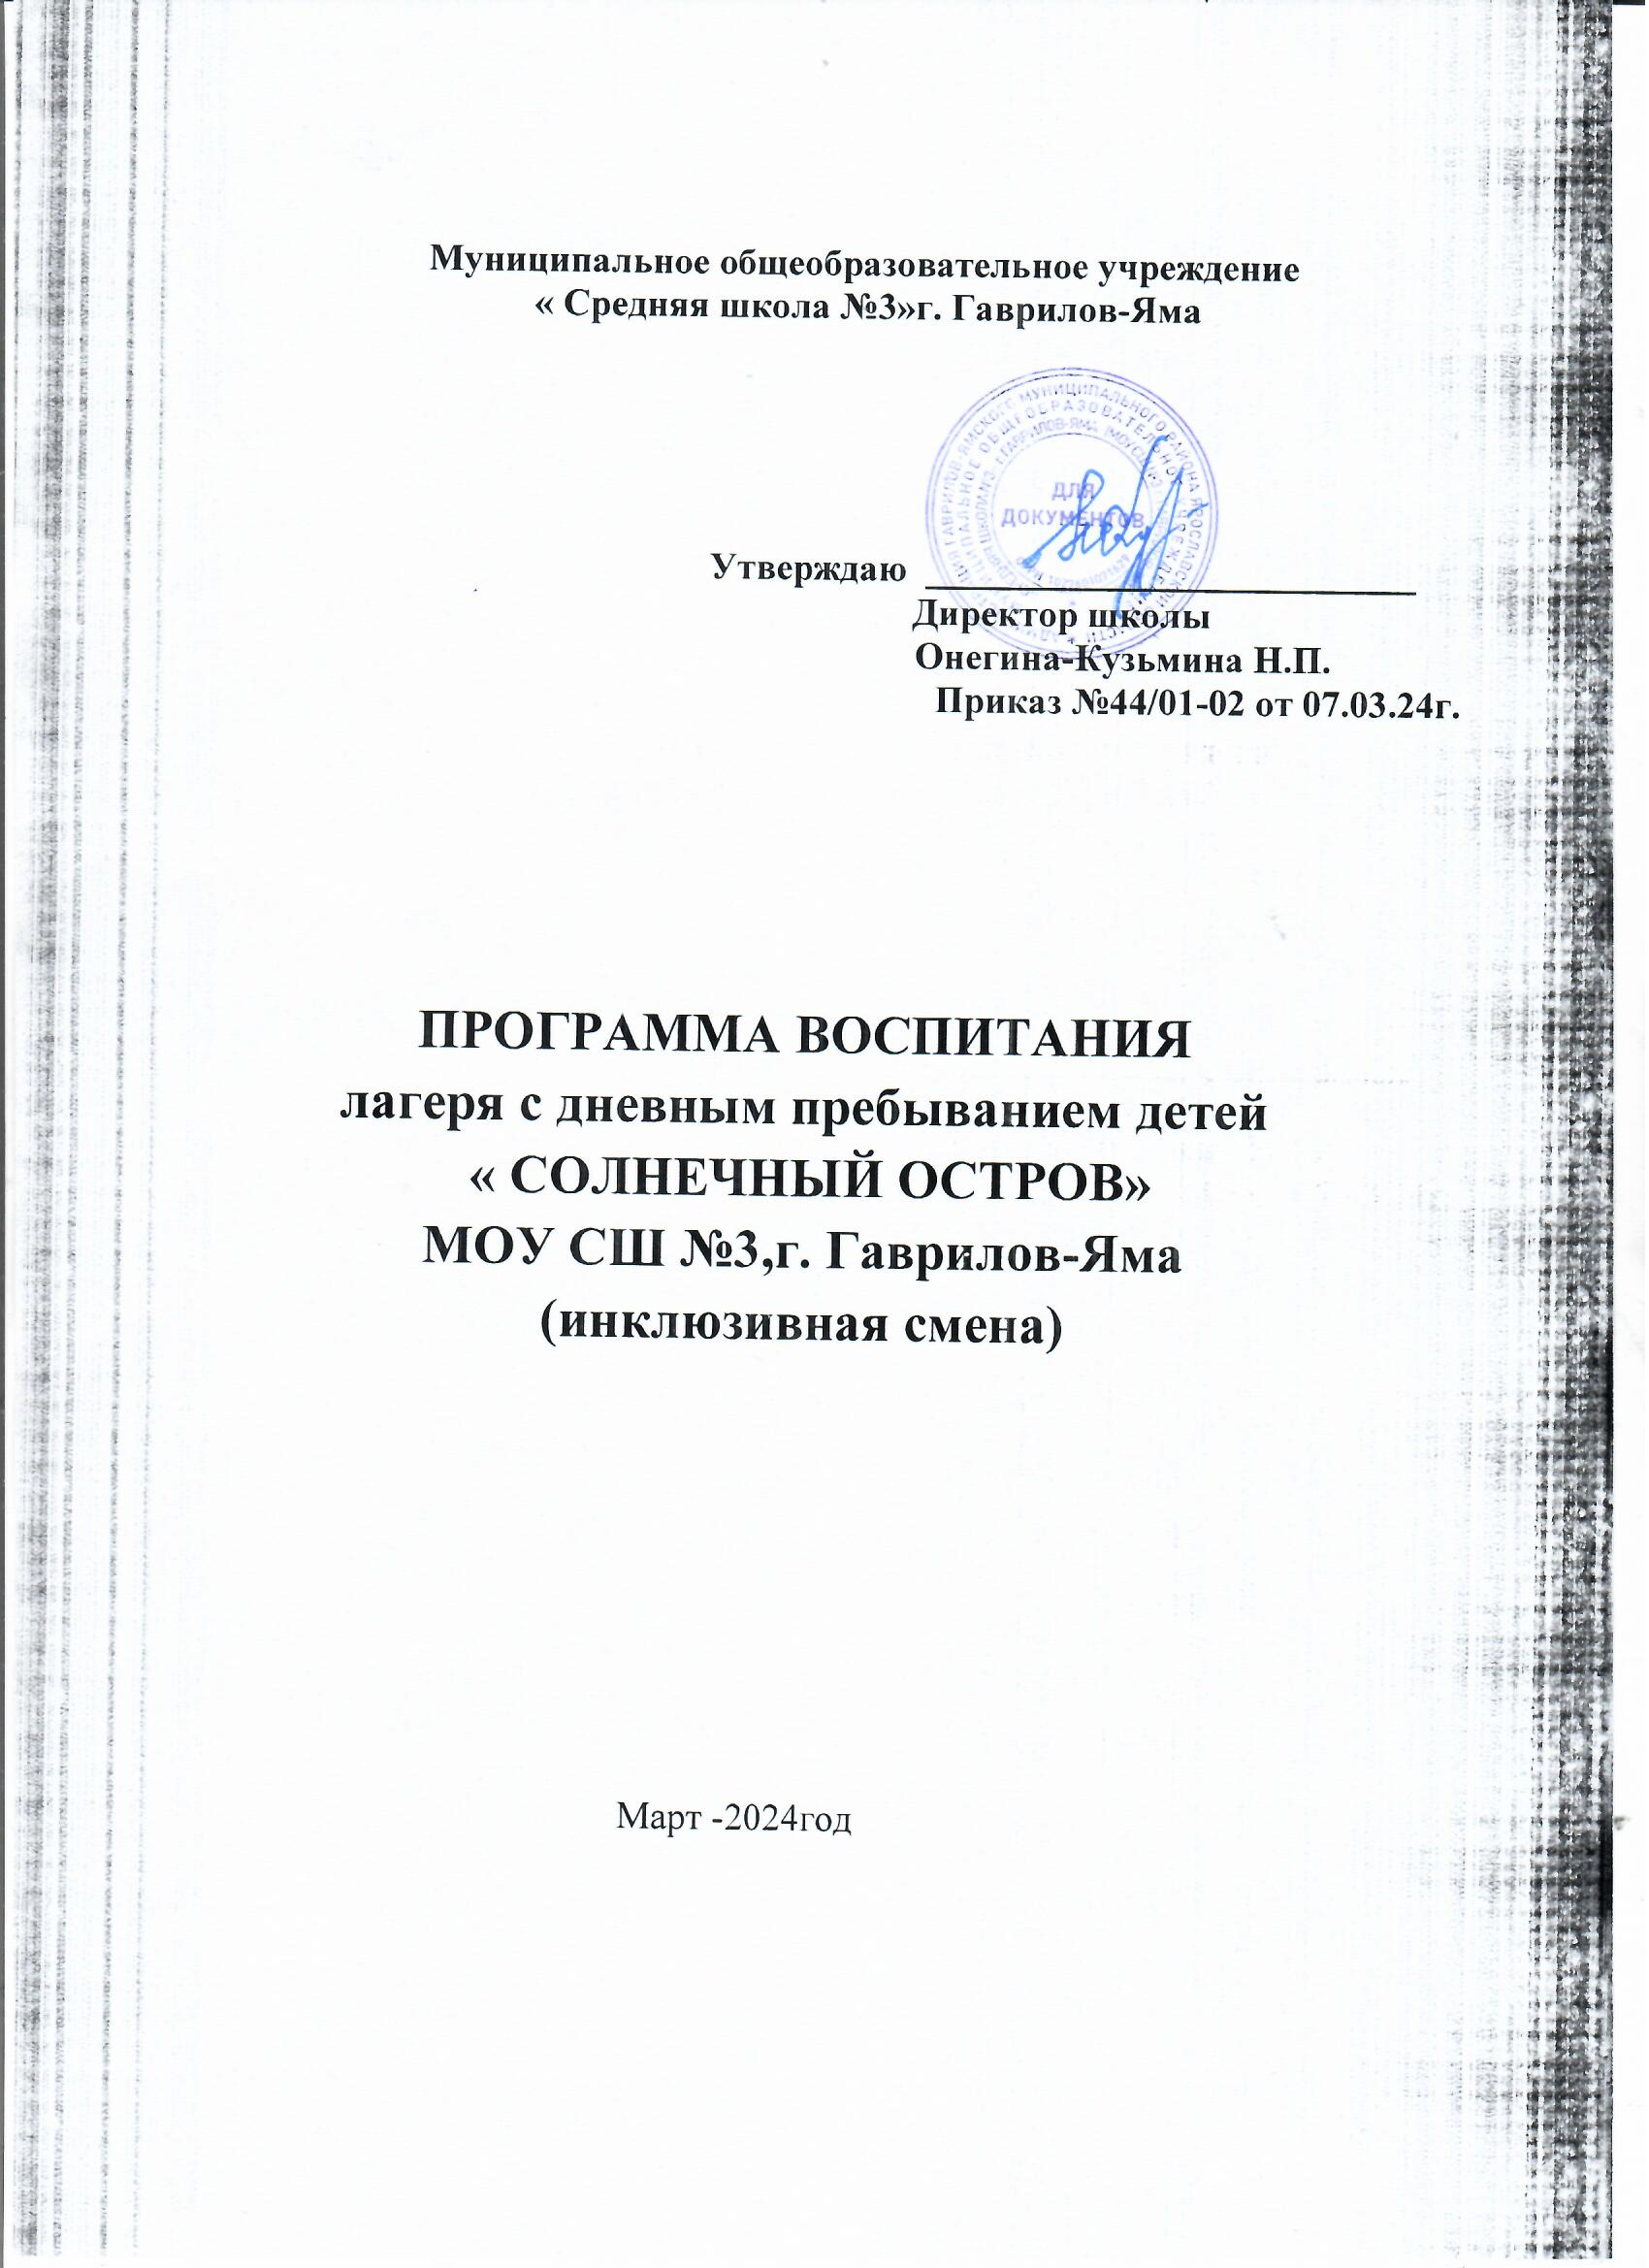 Муниципальное общеобразовательное учреждение
« Средняя школа №3»г. Гаврилов-Яма
ДЛЯ
ДОКУМЕНТОВ
Утверждаю
Директор школы
Онегина-Кузьмина Н.П.
Приказ №44/01-02 от 07.03.24г.
ПРОГРАММА ВОСПИТАНИЯ
лагеря с дневным пребыванием детей
« СОЛНЕЧНЫЙ ОСТРОВ»
МОУ СШ №3,г. Гаврилов-Яма
(инклюзивная смена)
Март -2024год